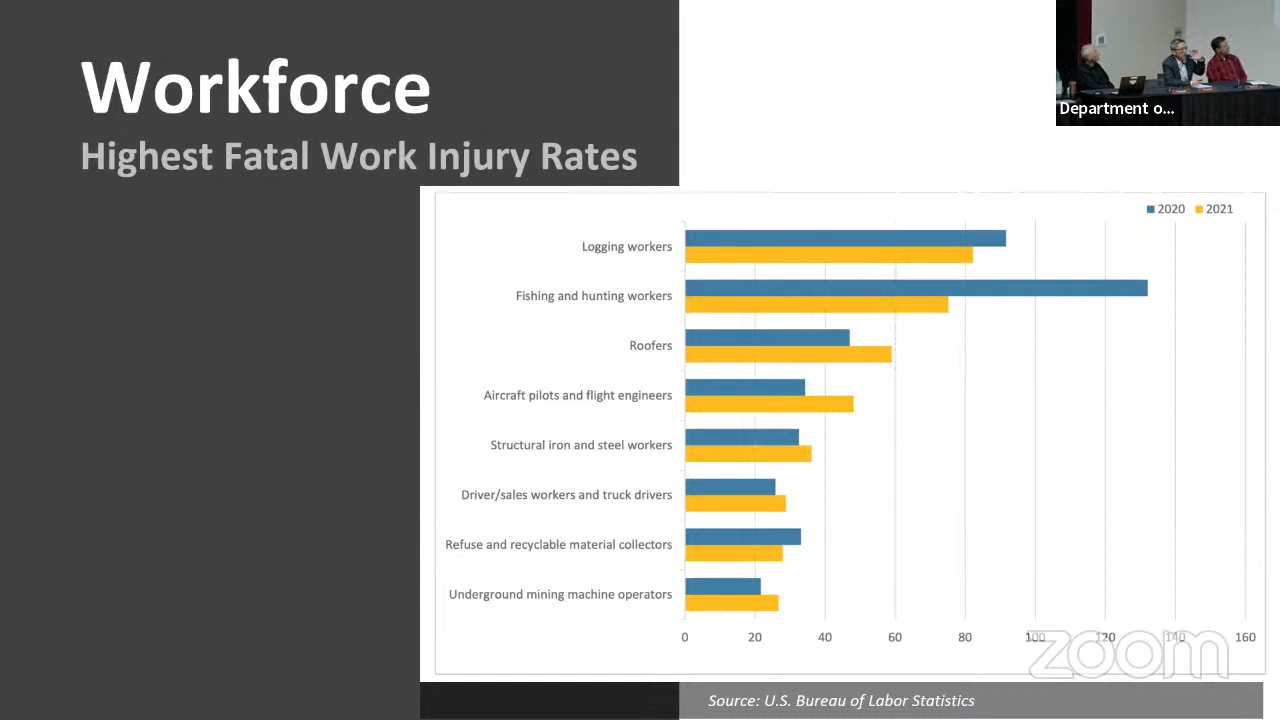 Workforce
Highest Fatal Work Injury Rates
Department o...
2020 2021
Logging workers
Fishing and hunting workers
Roofers
Aircraft pilots and flight engineers
Structural iron and steel workers
Driver/sales workers and truck drivers
Refuse and recyclable material collectors
Underground mining machine operators
0 20 40 60 80 100 120 140 160
zoom
Source: U.S. Bureau of Labor Statistics